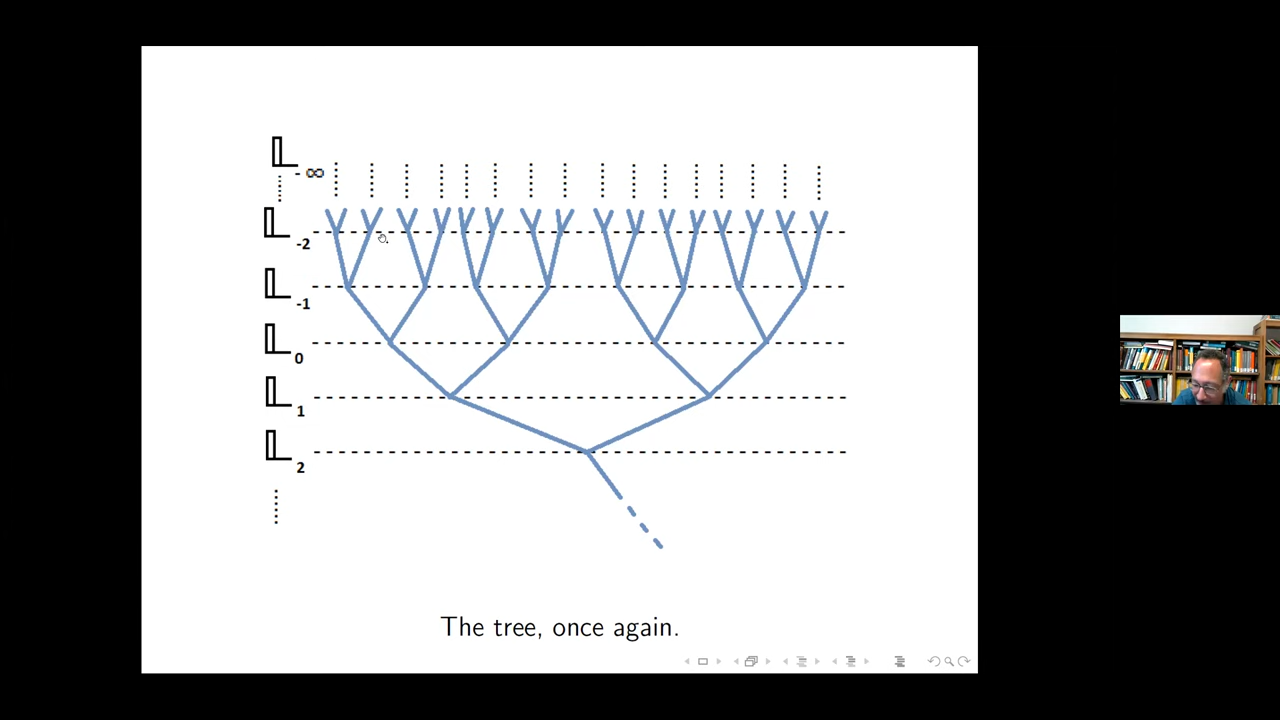 𝕃 - ∞
𝕃 -2
𝕃 -1
𝕃 0
𝕃 1
𝕃 2
The tree, once again.